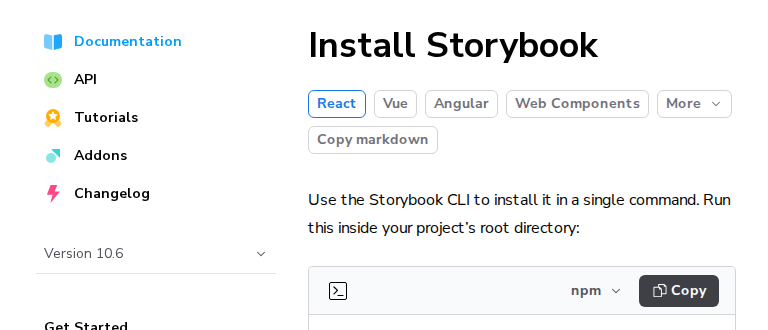 Documentation
API
Tutorials
Addons
Changelog
Version 10.6
Get Started
Install Storybook
React
Vue
Angular
Web Components
More
Copy markdown
Use the Storybook CLI to install it in a single command. Run
this inside your project’s root directory:
npm
Copy